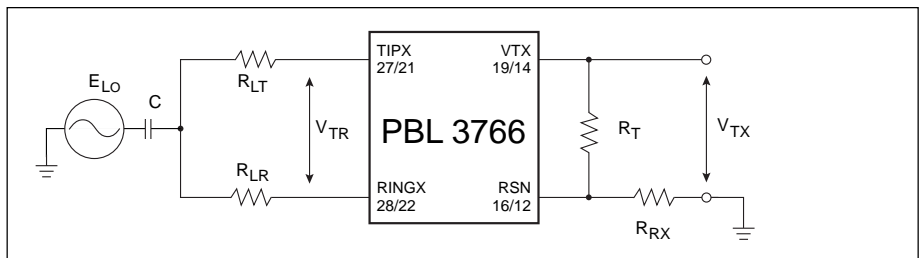 TIPX
27/21
VTX
19/14
E_LO
C
R_LT
V_TR
PBL 3766
R_T
V_TX
R_LR
RINGX
28/22
RSN
16/12
R_RX